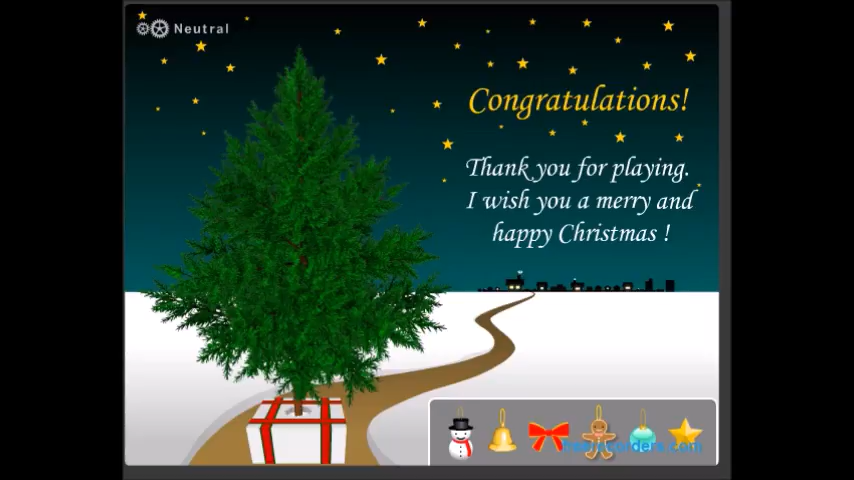 Neutral
Congratulations!
Thank you for playing.
I wish you a merry and
happy Christmas !